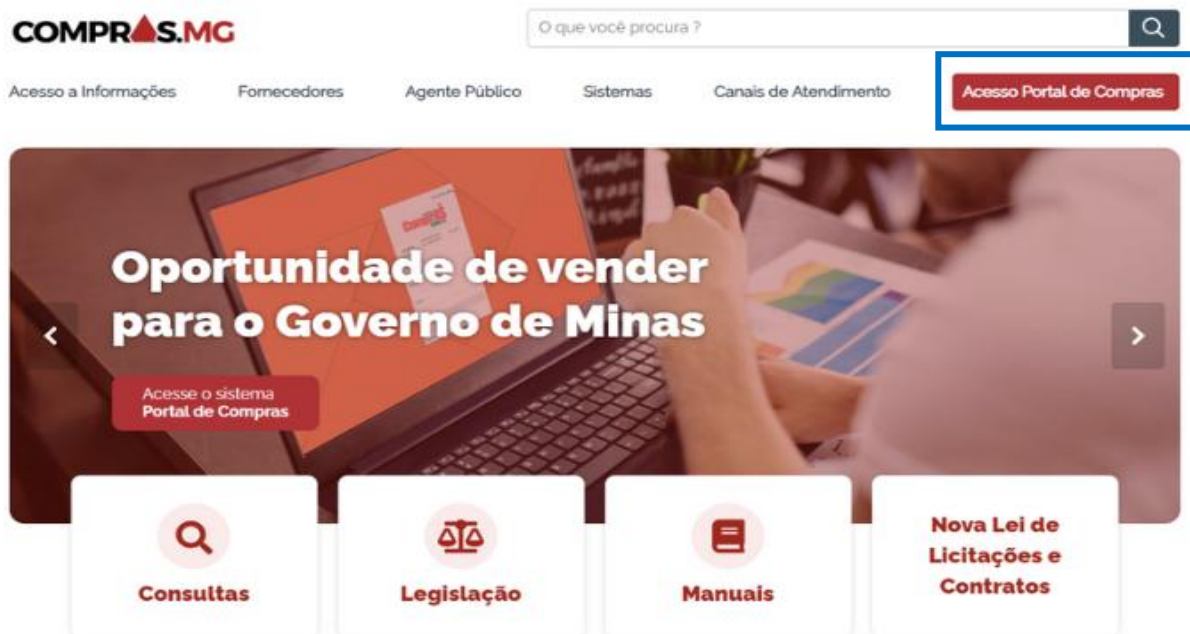 COMPRAS.MG
O que você procura ?
Acesso a Informações
Fornecedores
Agente Público
Sistemas
Canais de Atendimento
Acesso Portal de Compras
Oportunidade de vender
para o Governo de Minas
Acesse o sistema
Portal de Compras
Consultas
Legislação
Manuais
Nova Lei de
Licitações e
Contratos